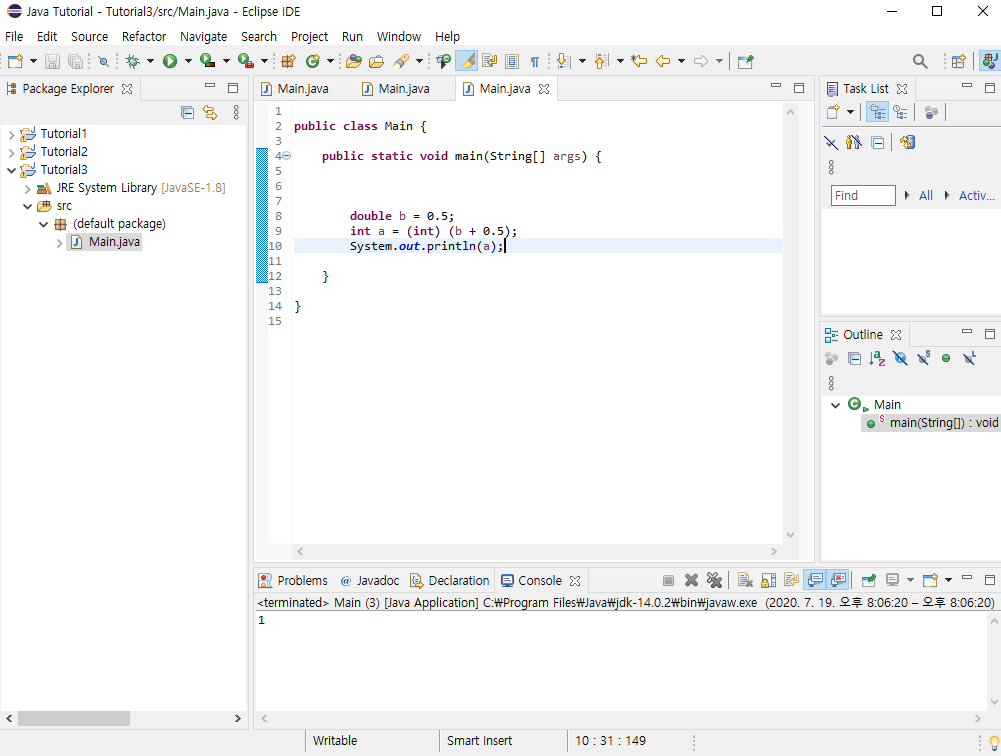 Java Tutorial - Tutorial3/src/Main.java - Eclipse IDE
File Edit Source Refactor Navigate Search Project Run Window Help
Package Explorer
Tutorial1
Tutorial2
Tutorial3
JRE System Library [JavaSE-1.8]
src
(default package)
Main.java
Main.java Main.java Main.java
1
2 public class Main {
3
4 public static void main(String[] args) {
5
6
7
8 double b = 0.5;
9 int a = (int) (b + 0.5);
10 System.out.println(a);
11
12 }
13
14 }
15
Task List
Find All Activ...
Outline
Main
main(String[]) : void
Problems Javadoc Declaration Console
<terminated> Main (3) [Java Application] C:₩Program Files₩Java₩jdk-14.0.2₩bin₩javaw.exe (2020. 7. 19. 오후 8:06:20 – 오후 8:06:20)
1
Writable Smart Insert 10 : 31 : 149